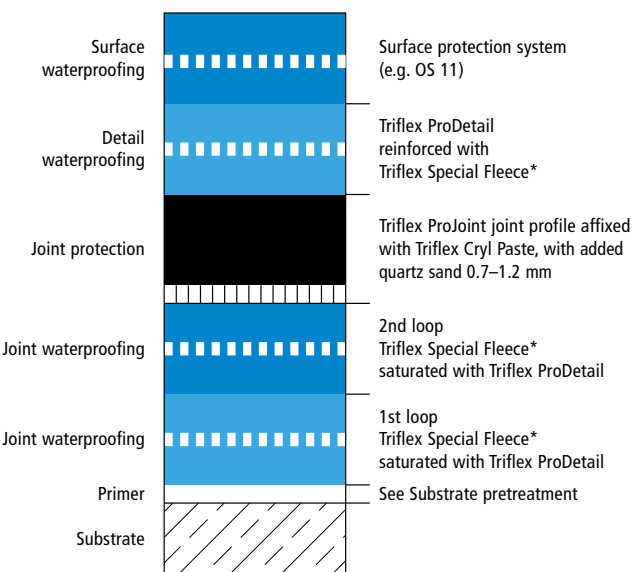 Surface
waterproofing
Surface protection system
(e.g. OS 11)
Detail
waterproofing
Triflex ProDetail
reinforced with
Triflex Special Fleece*
Joint protection
Triflex ProJoint joint profile affixed
with Triflex Cryl Paste, with added
quartz sand 0.7–1.2 mm
Joint waterproofing
2nd loop
Triflex Special Fleece*
saturated with Triflex ProDetail
Joint waterproofing
1st loop
Triflex Special Fleece*
saturated with Triflex ProDetail
Primer
See Substrate pretreatment
Substrate